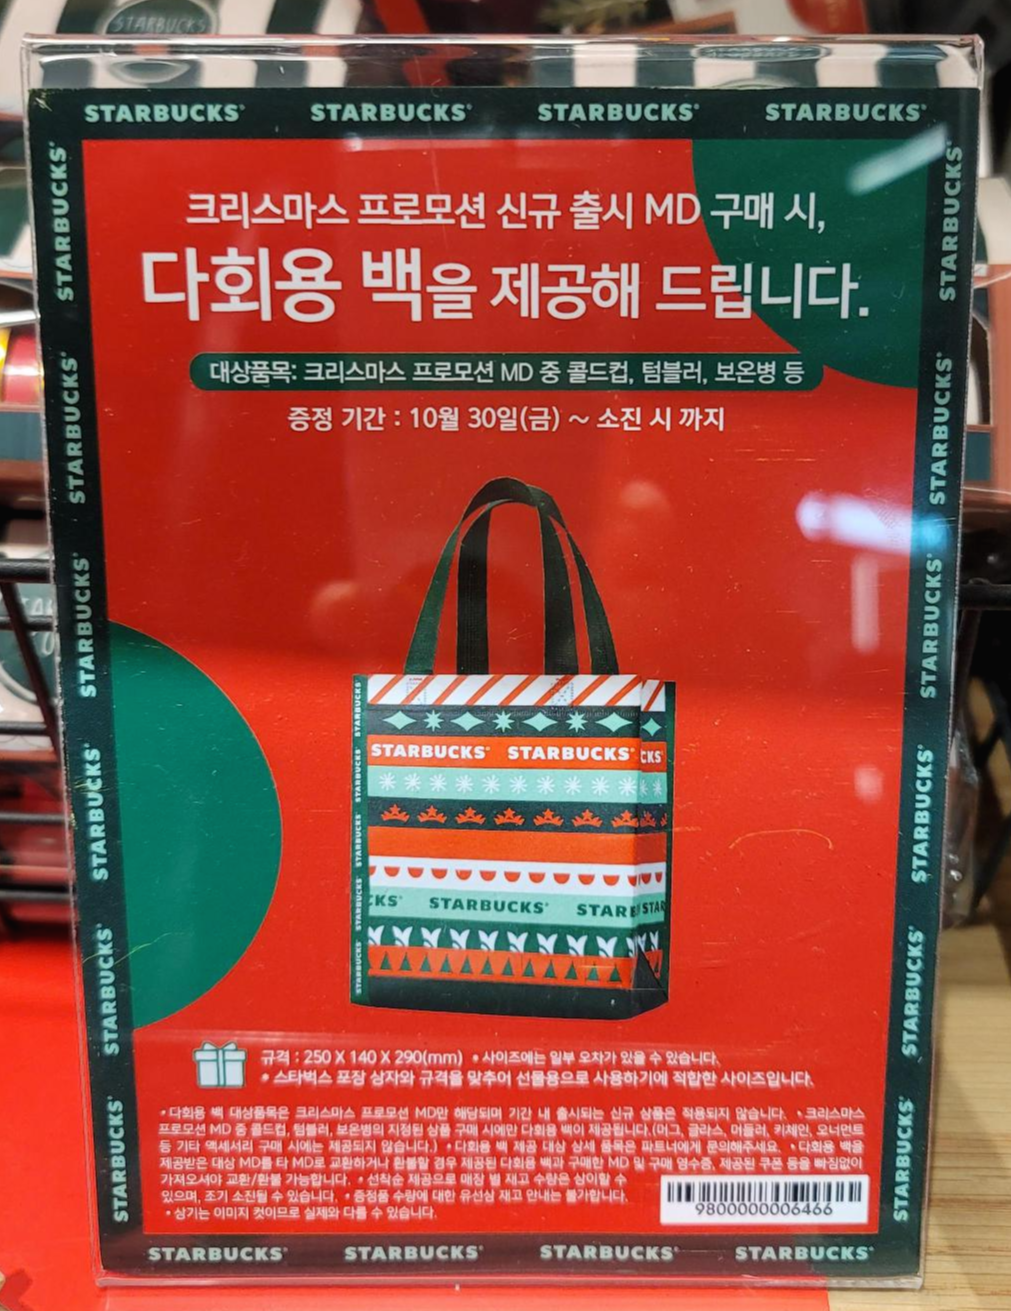 STARBUCKS
STARBUCKS STARBUCKS STARBUCKS STARBUCKS
크리스마스 프로모션 신규 출시 MD 구매 시,
다회용 백을 제공해 드립니다.
대상품목: 크리스마스 프로모션 MD 중 콜드컵, 텀블러, 보온병 등
증정 기간 : 10월 30일(금) ~ 소진 시 까지
STARBUCKS STARBUCKS STARBUCKS STARBUCKS STARBUCKS STARBUCKS
STARBUCKS STARBUCKS CKS
CKS STARBUCKS STARB STAR
STARBUCKS STARBUCKS STARBUCKS STARBUCKS STARBUCKS
STARBUCKS STARBUCKS STARBUCKS STARBUCKS STARBUCKS STARBUCKS
규격 : 250 X 140 X 290(mm) • 사이즈에는 일부 오차가 있을 수 있습니다.
• 스타벅스 포장 상자와 규격을 맞추어 선물용으로 사용하기에 적합한 사이즈입니다.
• 다회용 백 대상품목은 크리스마스 프로모션 MD만 해당되며 기간 내 출시되는 신규 상품은 적용되지 않습니다. • 크리스마스
프로모션 MD 중 콜드컵, 텀블러, 보온병의 지정된 상품 구매 시에만 다회용 백이 제공됩니다.(머그, 글라스, 머들러, 키체인, 오너먼트
등 기타 액세서리 구매 시에는 제공되지 않습니다.) • 다회용 백 제공 대상 상세 품목은 파트너에게 문의해주세요. • 다회용 백을
제공받은 대상 MD를 타 MD로 교환하거나 환불할 경우 제공된 다회용 백과 구매한 MD 및 구매 영수증, 제공된 쿠폰 등을 빠짐없이
가져오셔야 교환/환불 가능합니다. • 선착순 제공으로 매장 별 재고 수량은 상이할 수
있으며, 조기 소진될 수 있습니다. • 증정품 수량에 대한 유선상 재고 안내는 불가합니다.
• 상기는 이미지 컷이므로 실제와 다를 수 있습니다.
9800000006466
STARBUCKS STARBUCKS STARBUCKS STARBUCKS